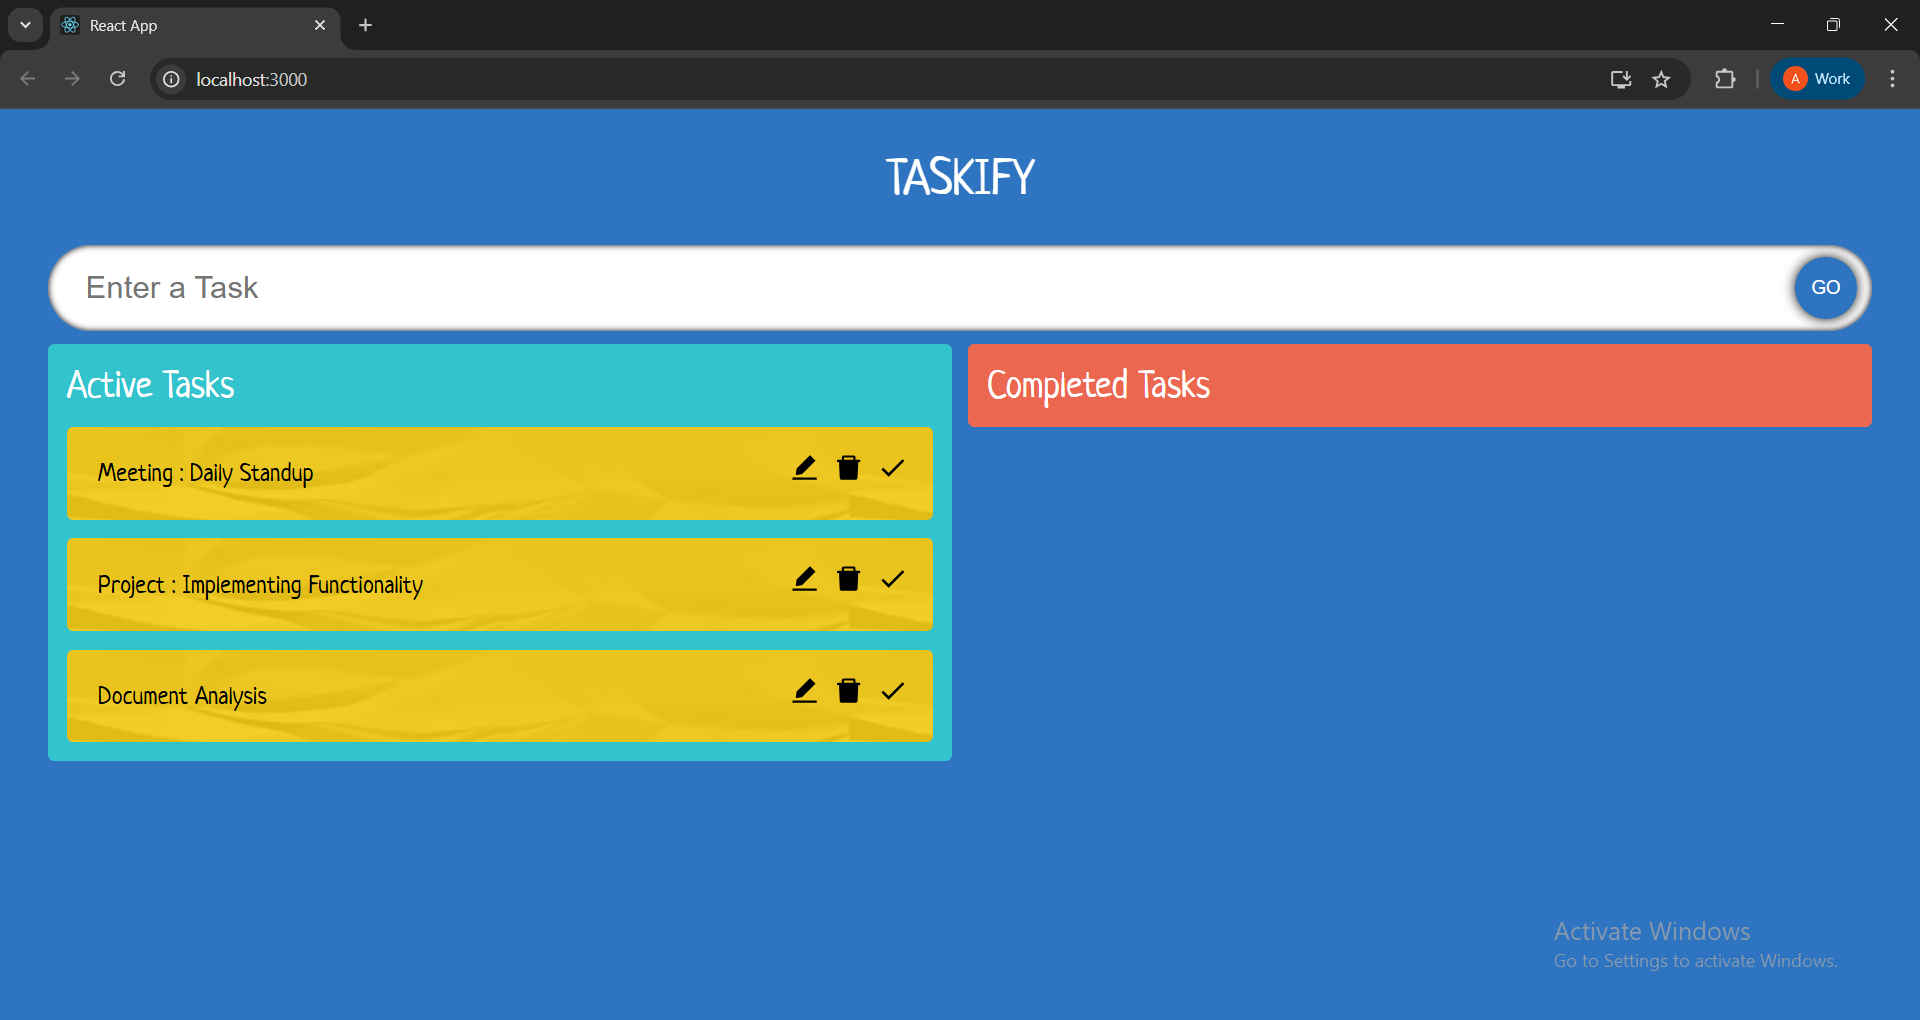 React App
localhost:3000
A Work
TASKIFY
Enter a Task
GO
Active Tasks
Completed Tasks
Meeting : Daily Standup
Project : Implementing Functionality
Document Analysis
Activate Windows
Go to Settings to activate Windows.